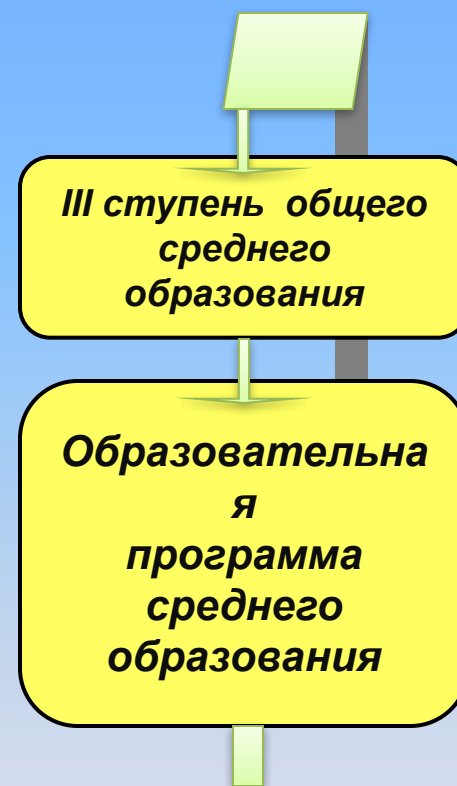 III ступень общего
среднего
образования
Образовательна
я
программа
среднего
образования